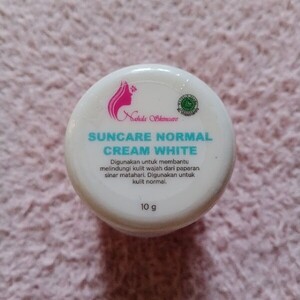 Nahda Skincare
SUNCARE NORMAL
CREAM WHITE
Digunakan untuk membantu
melindungi kulit wajah dari paparan
sinar matahari. Digunakan untuk
kulit normal.
10 g